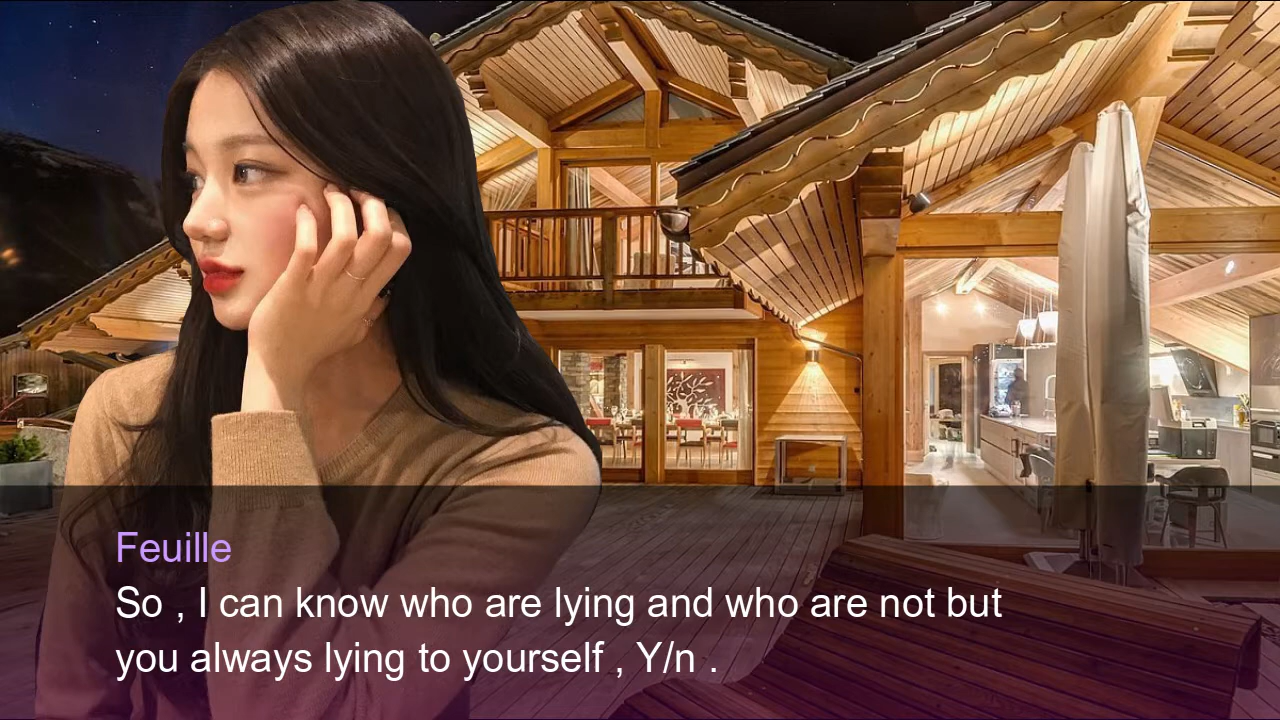 Feuille
So , I can know who are lying and who are not but
you always lying to yourself , Y/n .